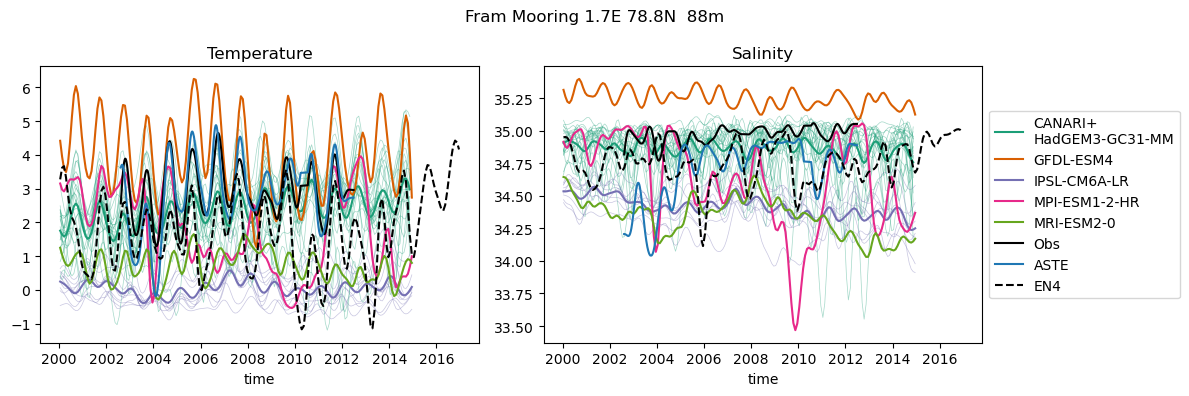 Fram Mooring 1.7E 78.8N  88m
Temperature
6
5
4
3
2
1
0
−1
2000 2002 2004 2006 2008 2010 2012 2014 2016
time
Salinity
35.25
35.00
34.75
34.50
34.25
34.00
33.75
33.50
2000 2002 2004 2006 2008 2010 2012 2014 2016
time
CANARI+
HadGEM3-GC31-MM
GFDL-ESM4
IPSL-CM6A-LR
MPI-ESM1-2-HR
MRI-ESM2-0
Obs
ASTE
EN4